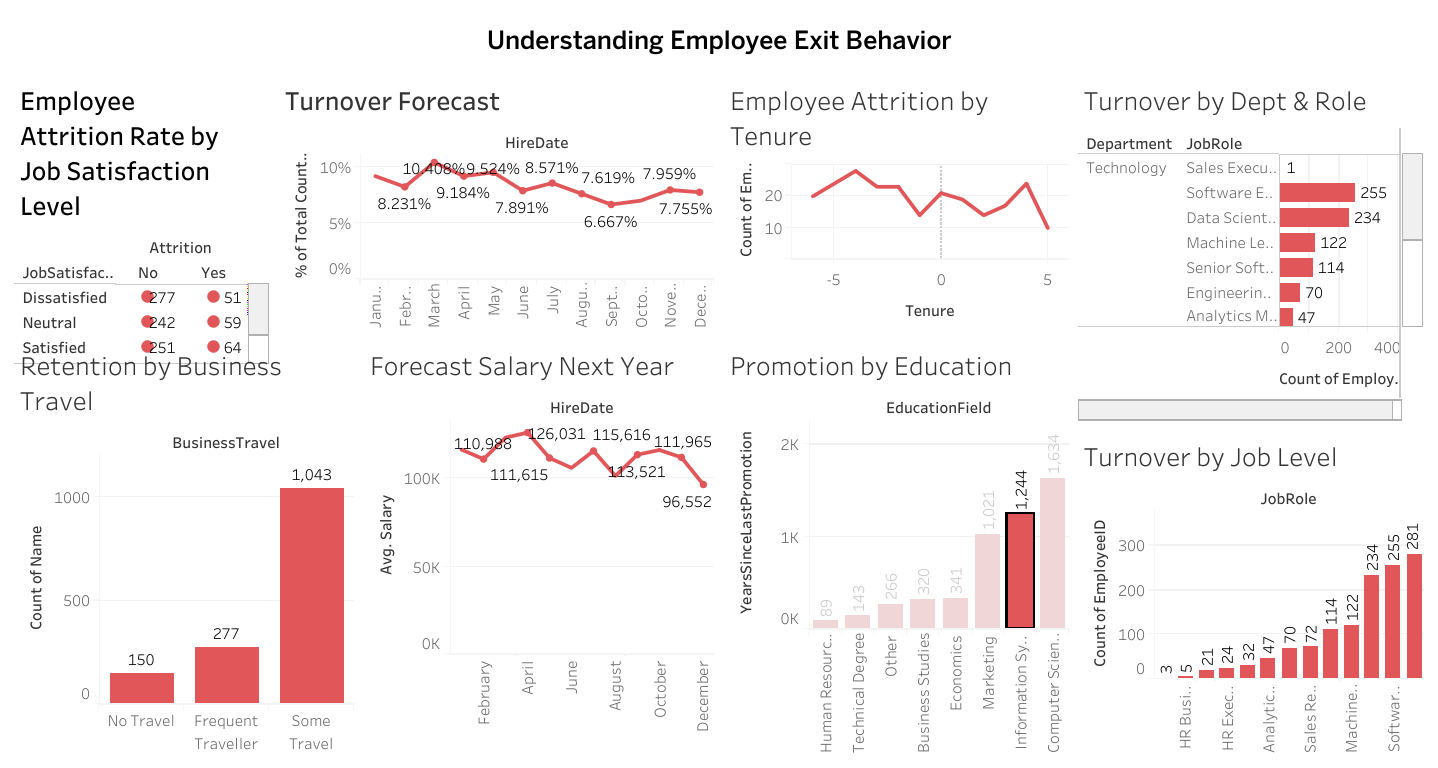 Understanding Employee Exit Behavior
Employee
Attrition Rate by
Job Satisfaction
Level
Attrition
JobSatisfac.. No Yes
Dissatisfied 277 51
Neutral 242 59
Satisfied 251 64
Turnover Forecast
HireDate
% of Total Count..
10%
5%
0%
8.231%
10.408%
9.184%
9.524%
7.891%
8.571%
7.619%
6.667%
7.959%
7.755%
Janu..
Febr..
March
April
May
June
July
Augu..
Sept..
Octo..
Nove..
Dece..
Employee Attrition by
Tenure
Count of Em..
20
10
-5 0 5
Tenure
Turnover by Dept & Role
Department JobRole
Technology Sales Execu.. 1
Software E.. 255
Data Scient.. 234
Machine Le.. 122
Senior Soft.. 114
Engineerin.. 70
Analytics M.. 47
0 200 400
Count of Employ..
Retention by Business
Travel
BusinessTravel
Count of Name
1000
500
0
150
277
1,043
No Travel
Frequent
Traveller
Some
Travel
Forecast Salary Next Year
HireDate
Avg. Salary
100K
50K
0K
110,988
111,615
126,031
115,616
113,521
111,965
96,552
February
April
June
August
October
December
Promotion by Education
EducationField
YearsSinceLastPromotion
2K
1K
0K
89
143
266
320
341
1,021
1,244
1,634
Human Resourc..
Technical Degree
Other
Business Studies
Economics
Marketing
Information Sy..
Computer Scien..
Turnover by Job Level
JobRole
Count of EmployeeID
300
200
100
0
3
5
21
24
32
47
70
72
114
122
234
255
281
HR Busi..
HR Exec..
Analytic..
Sales Re..
Machine..
Softwar..